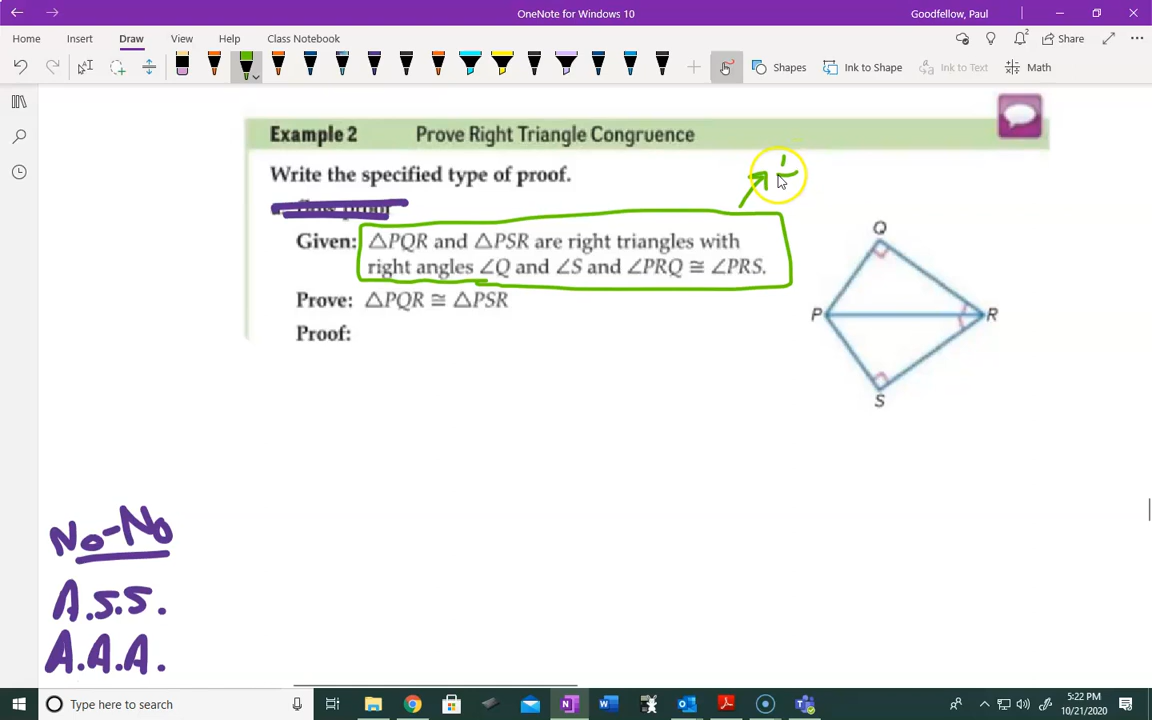 OneNote for Windows 10
Goodfellow, Paul
Home Insert Draw View Help Class Notebook
Share
Shapes Ink to Shape Ink to Text Math
Example 2 Prove Right Triangle Congruence
Write the specified type of proof.
Given: △PQR and △PSR are right triangles with
right angles ∠Q and ∠S and ∠PRQ ≅ ∠PRS.
Prove: △PQR ≅ △PSR
Proof:
Q
P
R
S
No-No
A.S.S.
A.A.A.
Type here to search
5:22 PM
10/21/2020